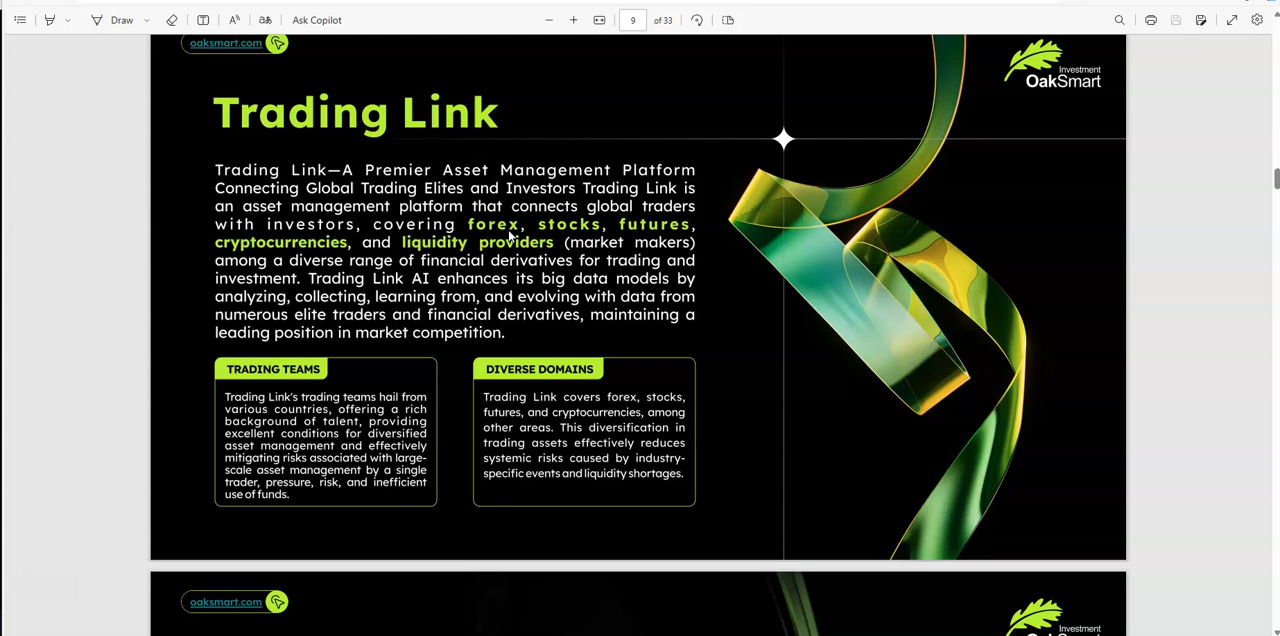 Draw
Ask Copilot
9 of 33
oaksmart.com
Investment
OakSmart
Trading Link
Trading Link—A Premier Asset Management Platform
Connecting Global Trading Elites and Investors Trading Link is
an asset management platform that connects global traders
with investors, covering forex, stocks, futures,
cryptocurrencies, and liquidity providers (market makers)
among a diverse range of financial derivatives for trading and
investment. Trading Link AI enhances its big data models by
analyzing, collecting, learning from, and evolving with data from
numerous elite traders and financial derivatives, maintaining a
leading position in market competition.
TRADING TEAMS
Trading Link's trading teams hail from
various countries, offering a rich
background of talent, providing
excellent conditions for diversified
asset management and effectively
mitigating risks associated with large-
scale asset management by a single
trader, pressure, risk, and inefficient
use of funds.
DIVERSE DOMAINS
Trading Link covers forex, stocks,
futures, and cryptocurrencies, among
other areas. This diversification in
trading assets effectively reduces
systemic risks caused by industry-
specific events and liquidity shortages.
oaksmart.com
Investment
OakSmart